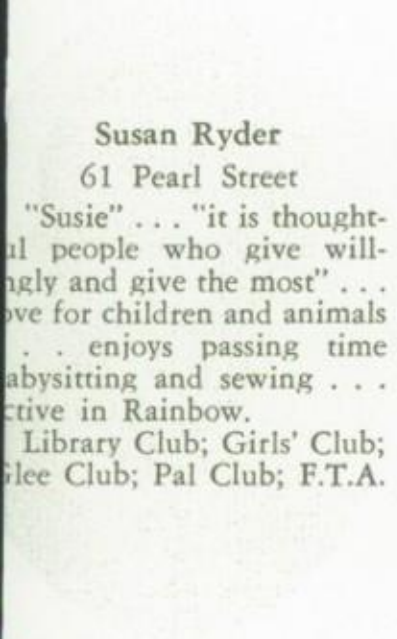 Susan Ryder
61 Pearl Street
"Susie" . . . "it is thought-
ul people who give will-
ngly and give the most" . . .
ove for children and animals
. . enjoys passing time
abysitting and sewing . . .
ctive in Rainbow.
Library Club; Girls' Club;
Glee Club; Pal Club; F.T.A.